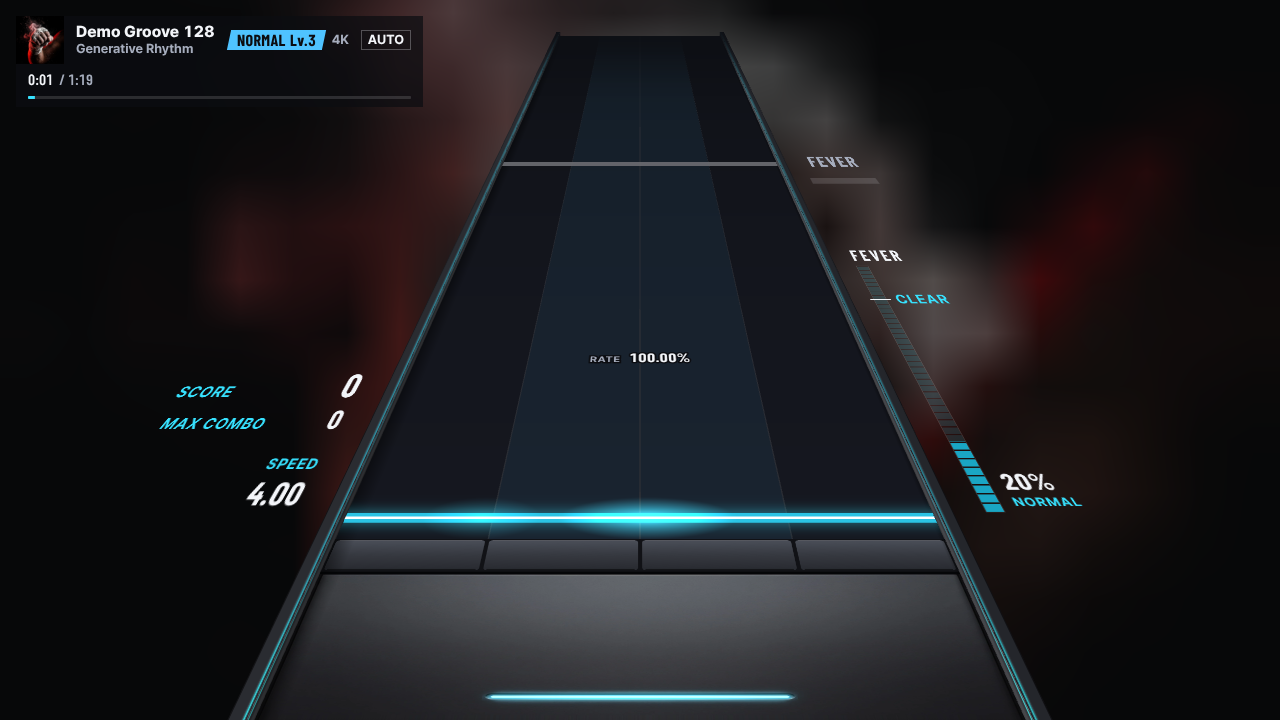 Demo Groove 128
Generative Rhythm
NORMAL Lv.3
4K
AUTO
0:01 / 1:19
FEVER
FEVER
CLEAR
RATE 100.00%
SCORE 0
MAX COMBO 0
SPEED
4.00
20%
NORMAL